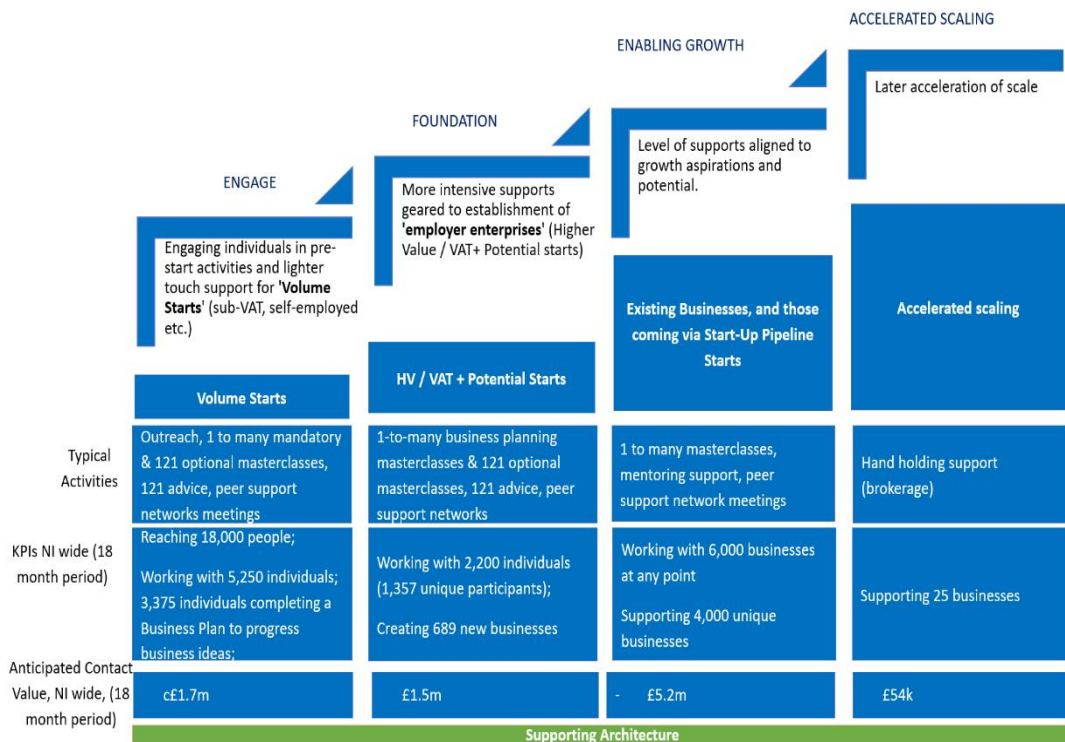 ACCELERATED SCALING
Later acceleration of scale
ENABLING GROWTH
Level of supports aligned to
growth aspirations and
potential.
FOUNDATION
More intensive supports
geared to establishment of
'employer enterprises' (Higher
Value / VAT+ Potential starts)
ENGAGE
Engaging individuals in pre-
start activities and lighter
touch support for 'Volume
Starts' (sub-VAT, self-employed
etc.)
Volume Starts
HV / VAT + Potential Starts
Existing Businesses, and those
coming via Start-Up Pipeline
Starts
Accelerated scaling
Typical
Activities
Outreach, 1 to many mandatory
& 121 optional masterclasses,
121 advice, peer support
networks meetings
1-to-many business planning
masterclasses & 121 optional
masterclasses, 121 advice, peer
support networks
1 to many masterclasses,
mentoring support, peer
support network meetings
Hand holding support
(brokerage)
KPIs NI wide (18
month period)
Reaching 18,000 people;
Working with 5,250 individuals;
3,375 individuals completing a
Business Plan to progress
business ideas;
Working with 2,200 individuals
(1,357 unique participants);
Creating 689 new businesses
Working with 6,000 businesses
at any point
Supporting 4,000 unique
businesses
Supporting 25 businesses
Anticipated Contact
Value, NI wide, (18
month period)
c£1.7m
£1.5m
- £5.2m
£54k
Supporting Architecture